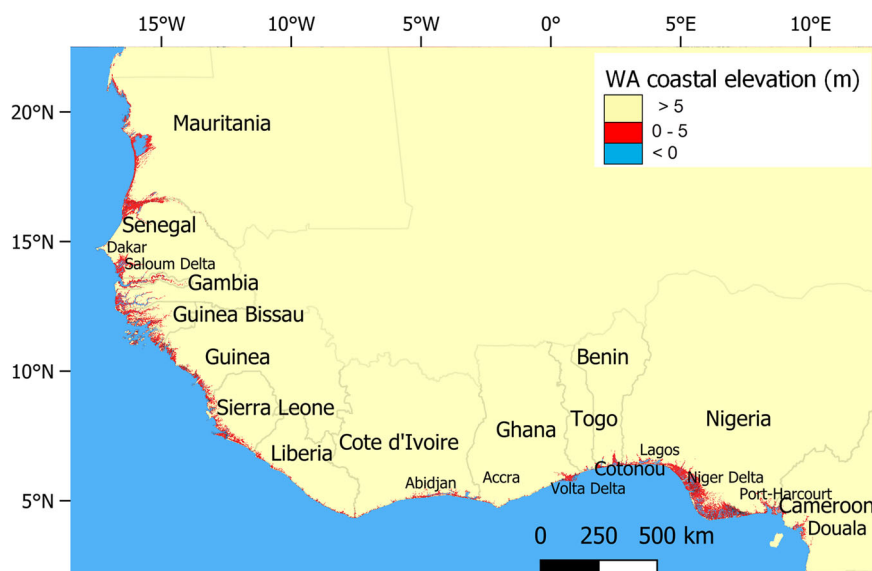 15°W 10°W 5°W 0° 5°E 10°E
WA coastal elevation (m)
> 5
0 - 5
< 0
20°N
Mauritania
15°N
Senegal
Dakar
Saloum Delta
Gambia
Guinea Bissau
10°N
Guinea
Benin
Sierra Leone
Liberia
Cote d'Ivoire
Ghana
Togo
Nigeria
Lagos
Cotonou
Abidjan
Accra
Volta Delta
Niger Delta
Port-Harcourt
5°N
Cameroon
Douala
0 250 500 km